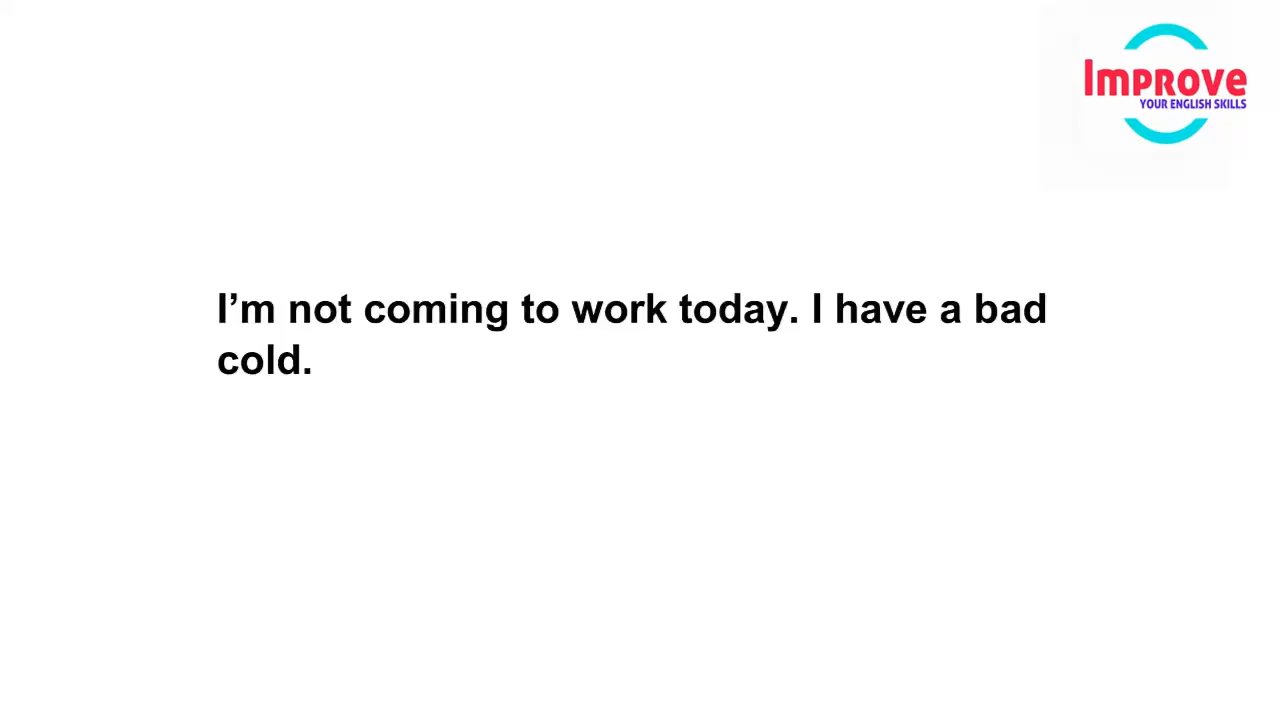 Improve
YOUR ENGLISH SKILLS
I’m not coming to work today. I have a bad
cold.